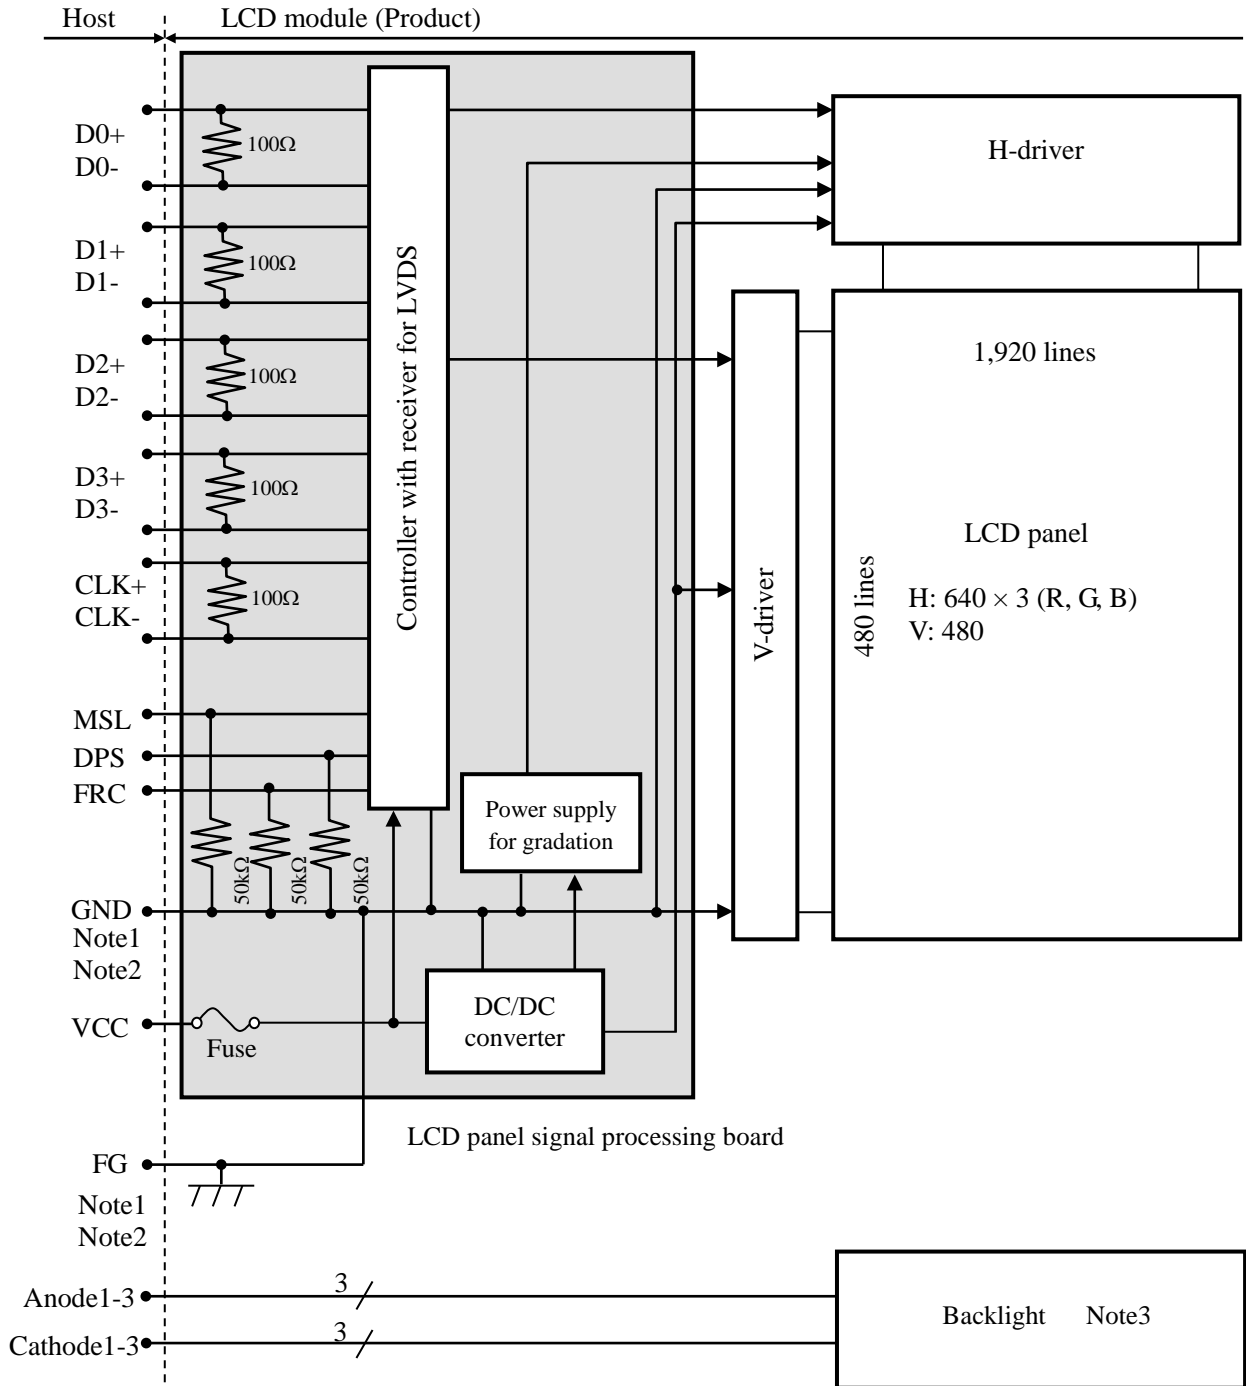 Host
LCD module (Product)
D0+
D0-
100Ω
H-driver
D1+
D1-
100Ω
Controller with receiver for LVDS
1,920 lines
D2+
D2-
100Ω
D3+
D3-
100Ω
LCD panel
CLK+
CLK-
100Ω
V-driver
480 lines
H: 640 × 3 (R, G, B)
V: 480
MSL
DPS
FRC
Power supply
for gradation
50kΩ
50kΩ
50kΩ
GND
Note1
Note2
DC/DC
converter
VCC
Fuse
LCD panel signal processing board
FG
Note1
Note2
Anode1-3
3
Backlight Note3
Cathode1-3
3